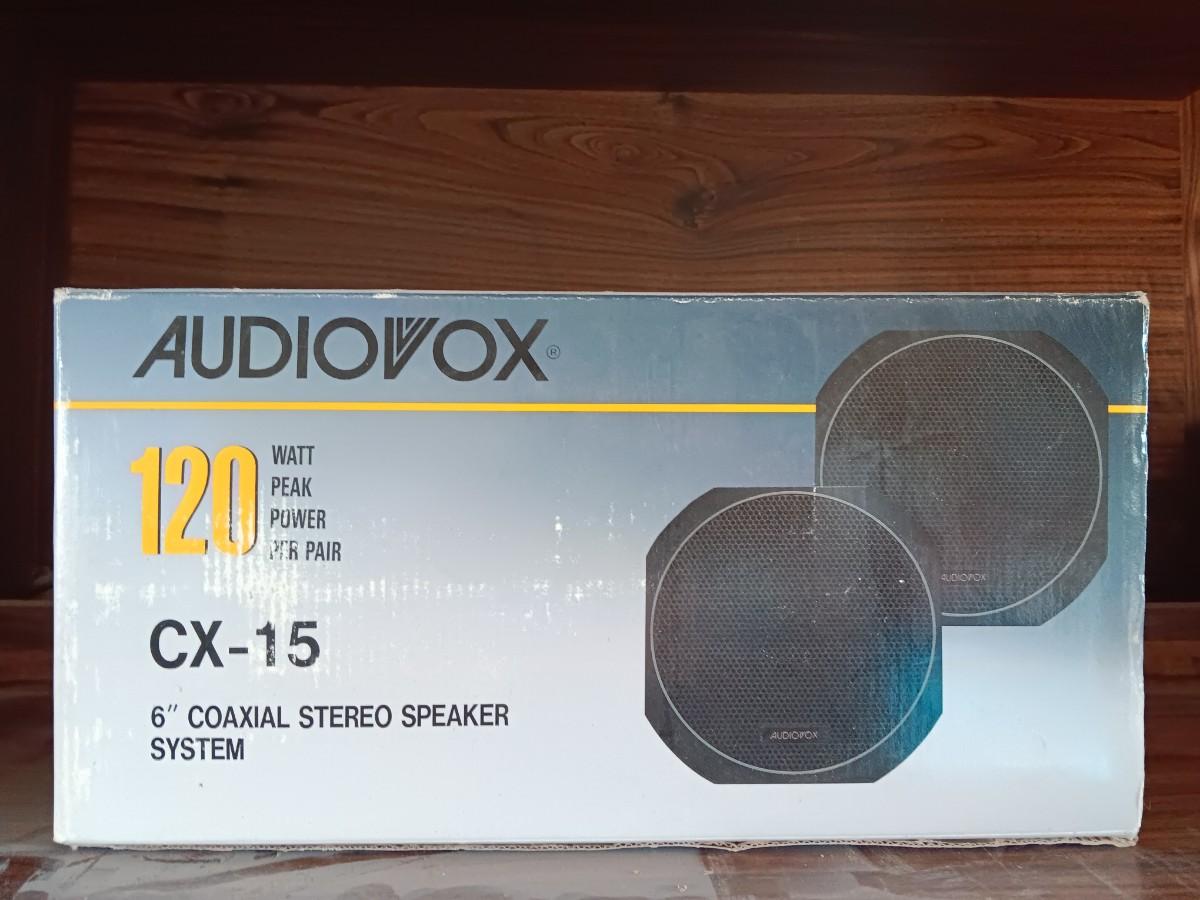 AUDIOVOX®
120
WATT
PEAK
POWER
PER PAIR
CX-15
6" COAXIAL STEREO SPEAKER
SYSTEM
AUDIOVOX
AUDIOVOX